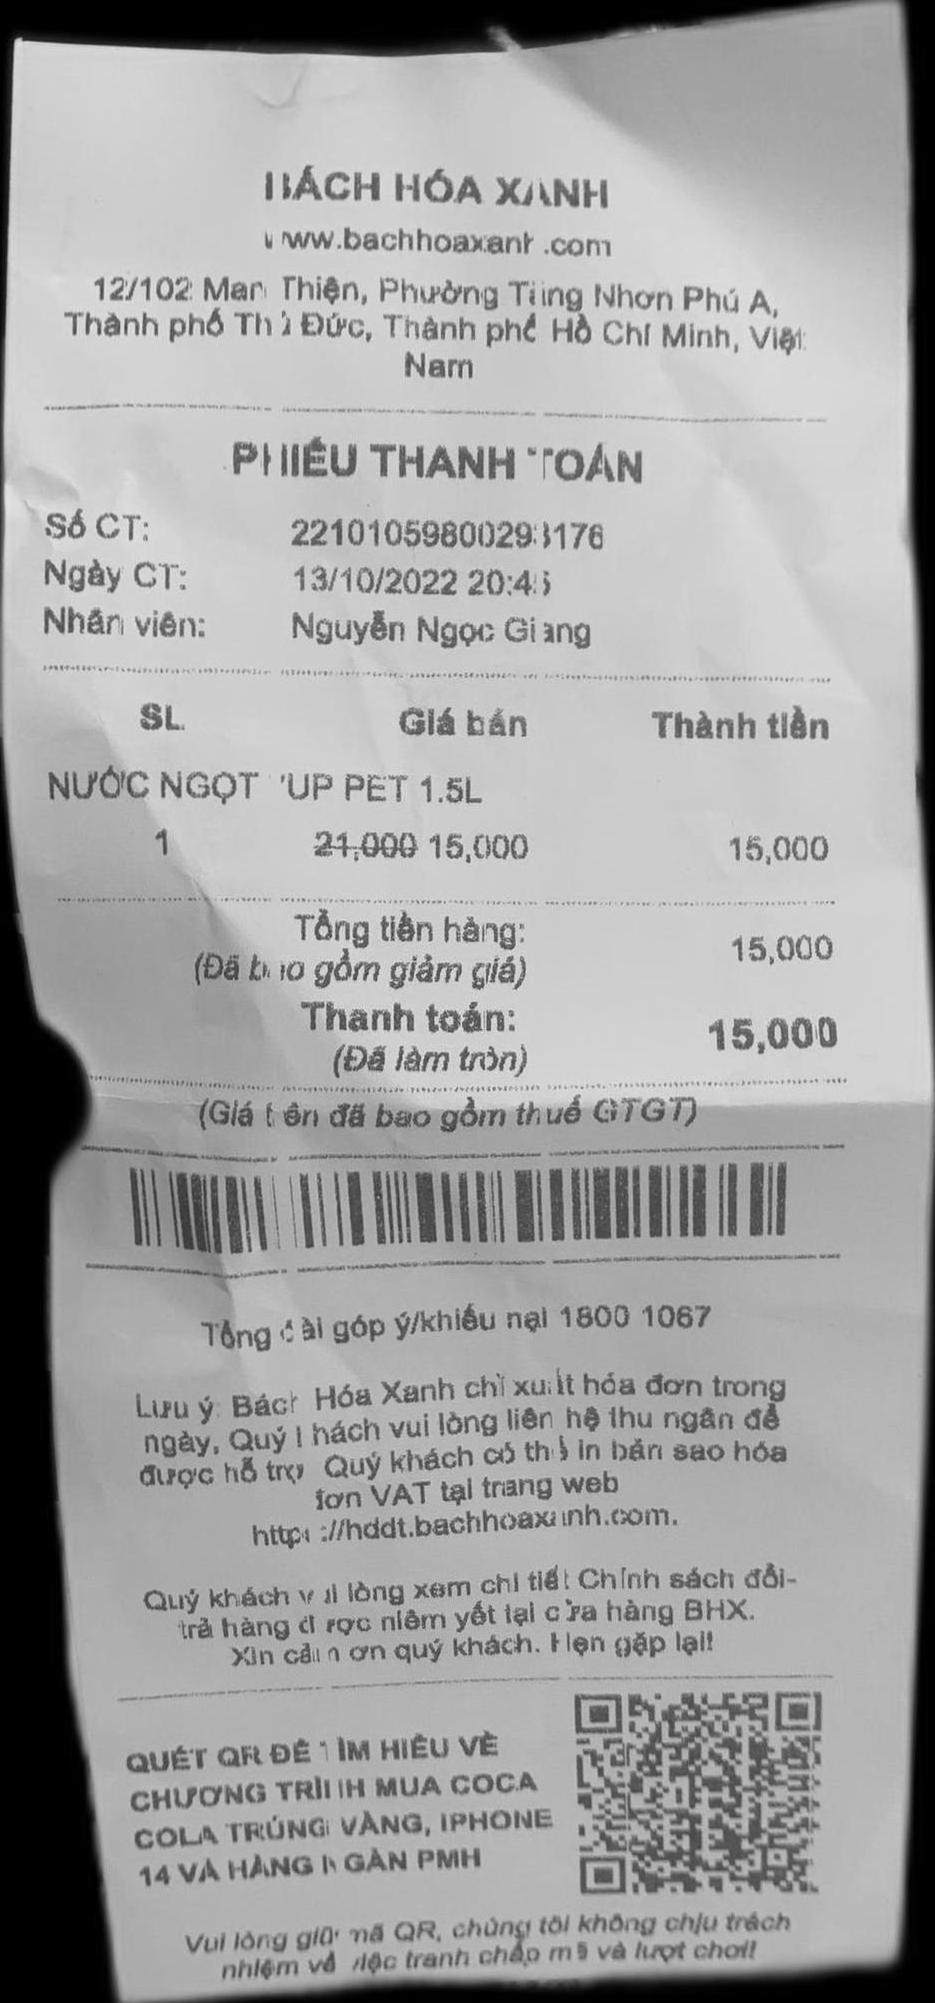 BÁCH HÓA XANH
www.bachhoaxanh.com
12/102 Man Thiện, Phường Tăng Nhơn Phú A,
Thành phố Thủ Đức, Thành phố Hồ Chí Minh, Việt
Nam
PHIẾU THANH TOÁN
Số CT:
Ngày CT: 13/10/2022
Nhân viên: Nguyễn Ngọc Giang
SL Giá bán Thành tiền
NƯỚC NGỌT 7UP PET 1.5L
1 21,000 15,000 15,000
Tổng tiền hàng: 15,000
(Đã bao gồm giảm giá)
Thanh toán: 15,000
(Đã làm tròn)
(Giá trên đã bao gồm thuế GTGT)
Tổng đài góp ý/khiếu nại 1800 1067
Lưu ý: Bách Hóa Xanh chỉ xuất hóa đơn trong
ngày, Quý khách vui lòng liên hệ thu ngân để
được hỗ trợ. Quý khách có thể in bản sao hóa
đơn VAT tại trang web
https://hddt.bachhoaxanh.com.
Quý khách vui lòng xem chi tiết Chính sách đổi-
trả hàng được niêm yết tại cửa hàng BHX.
Xin cảm ơn quý khách. Hẹn gặp lại!
QUÉT QR ĐỂ TÌM HIỂU VỀ
CHƯƠNG TRÌNH MUA COCA
COLA TRÚNG VÀNG, IPHONE
14 VÀ HÀNG NGÀN PMH
Vui lòng giữ mã QR, chúng tôi không chịu trách
nhiệm về việc tranh chấp mã và lượt chơi!